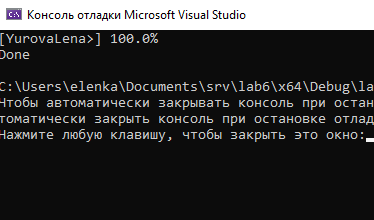 Консоль отладки Microsoft Visual Studio
[YurovaLena>] 100.0%
Done
C:\Users\elenka\Documents\srv\lab6\x64\Debug\la
Чтобы автоматически закрывать консоль при остан
томатически закрыть консоль при остановке отлад
Нажмите любую клавишу, чтобы закрыть это окно: